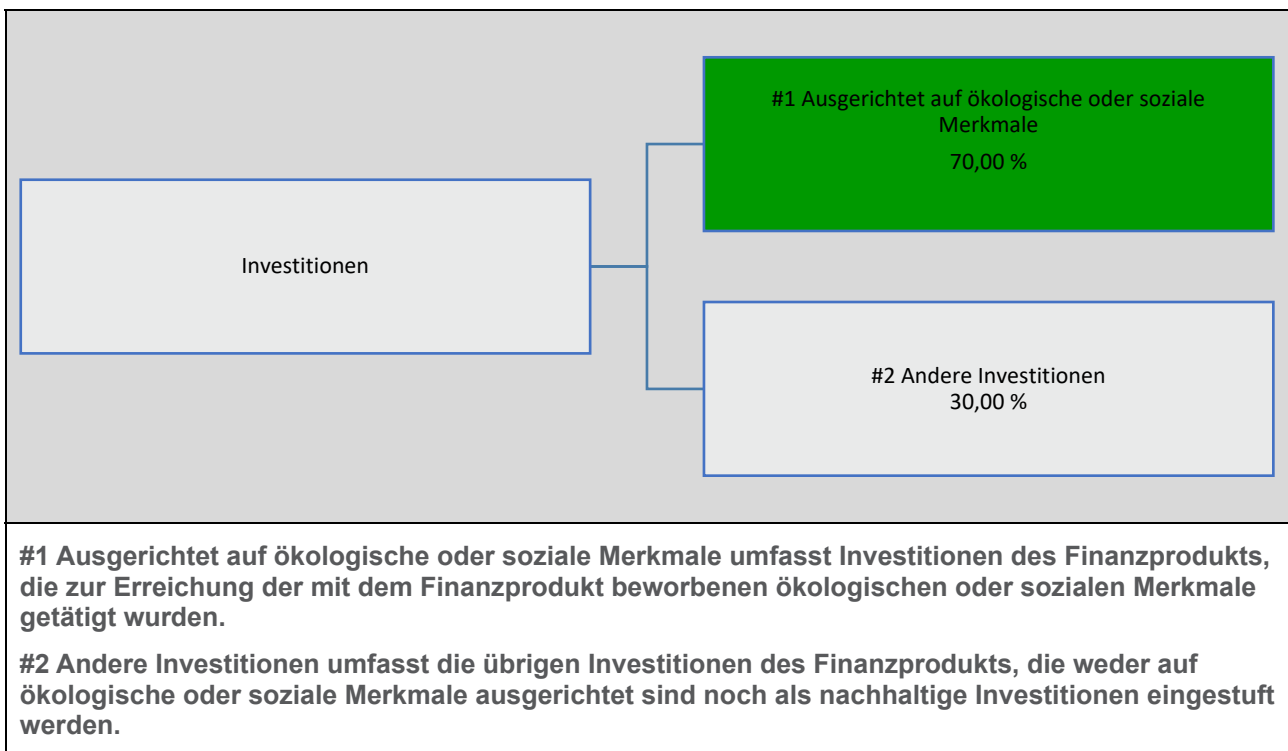 #1 Ausgerichtet auf ökologische oder soziale
Merkmale
70,00 %
Investitionen
#2 Andere Investitionen
30,00 %
#1 Ausgerichtet auf ökologische oder soziale Merkmale umfasst Investitionen des Finanzprodukts,
die zur Erreichung der mit dem Finanzprodukt beworbenen ökologischen oder sozialen Merkmale
getätigt wurden.
#2 Andere Investitionen umfasst die übrigen Investitionen des Finanzprodukts, die weder auf
ökologische oder soziale Merkmale ausgerichtet sind noch als nachhaltige Investitionen eingestuft
werden.